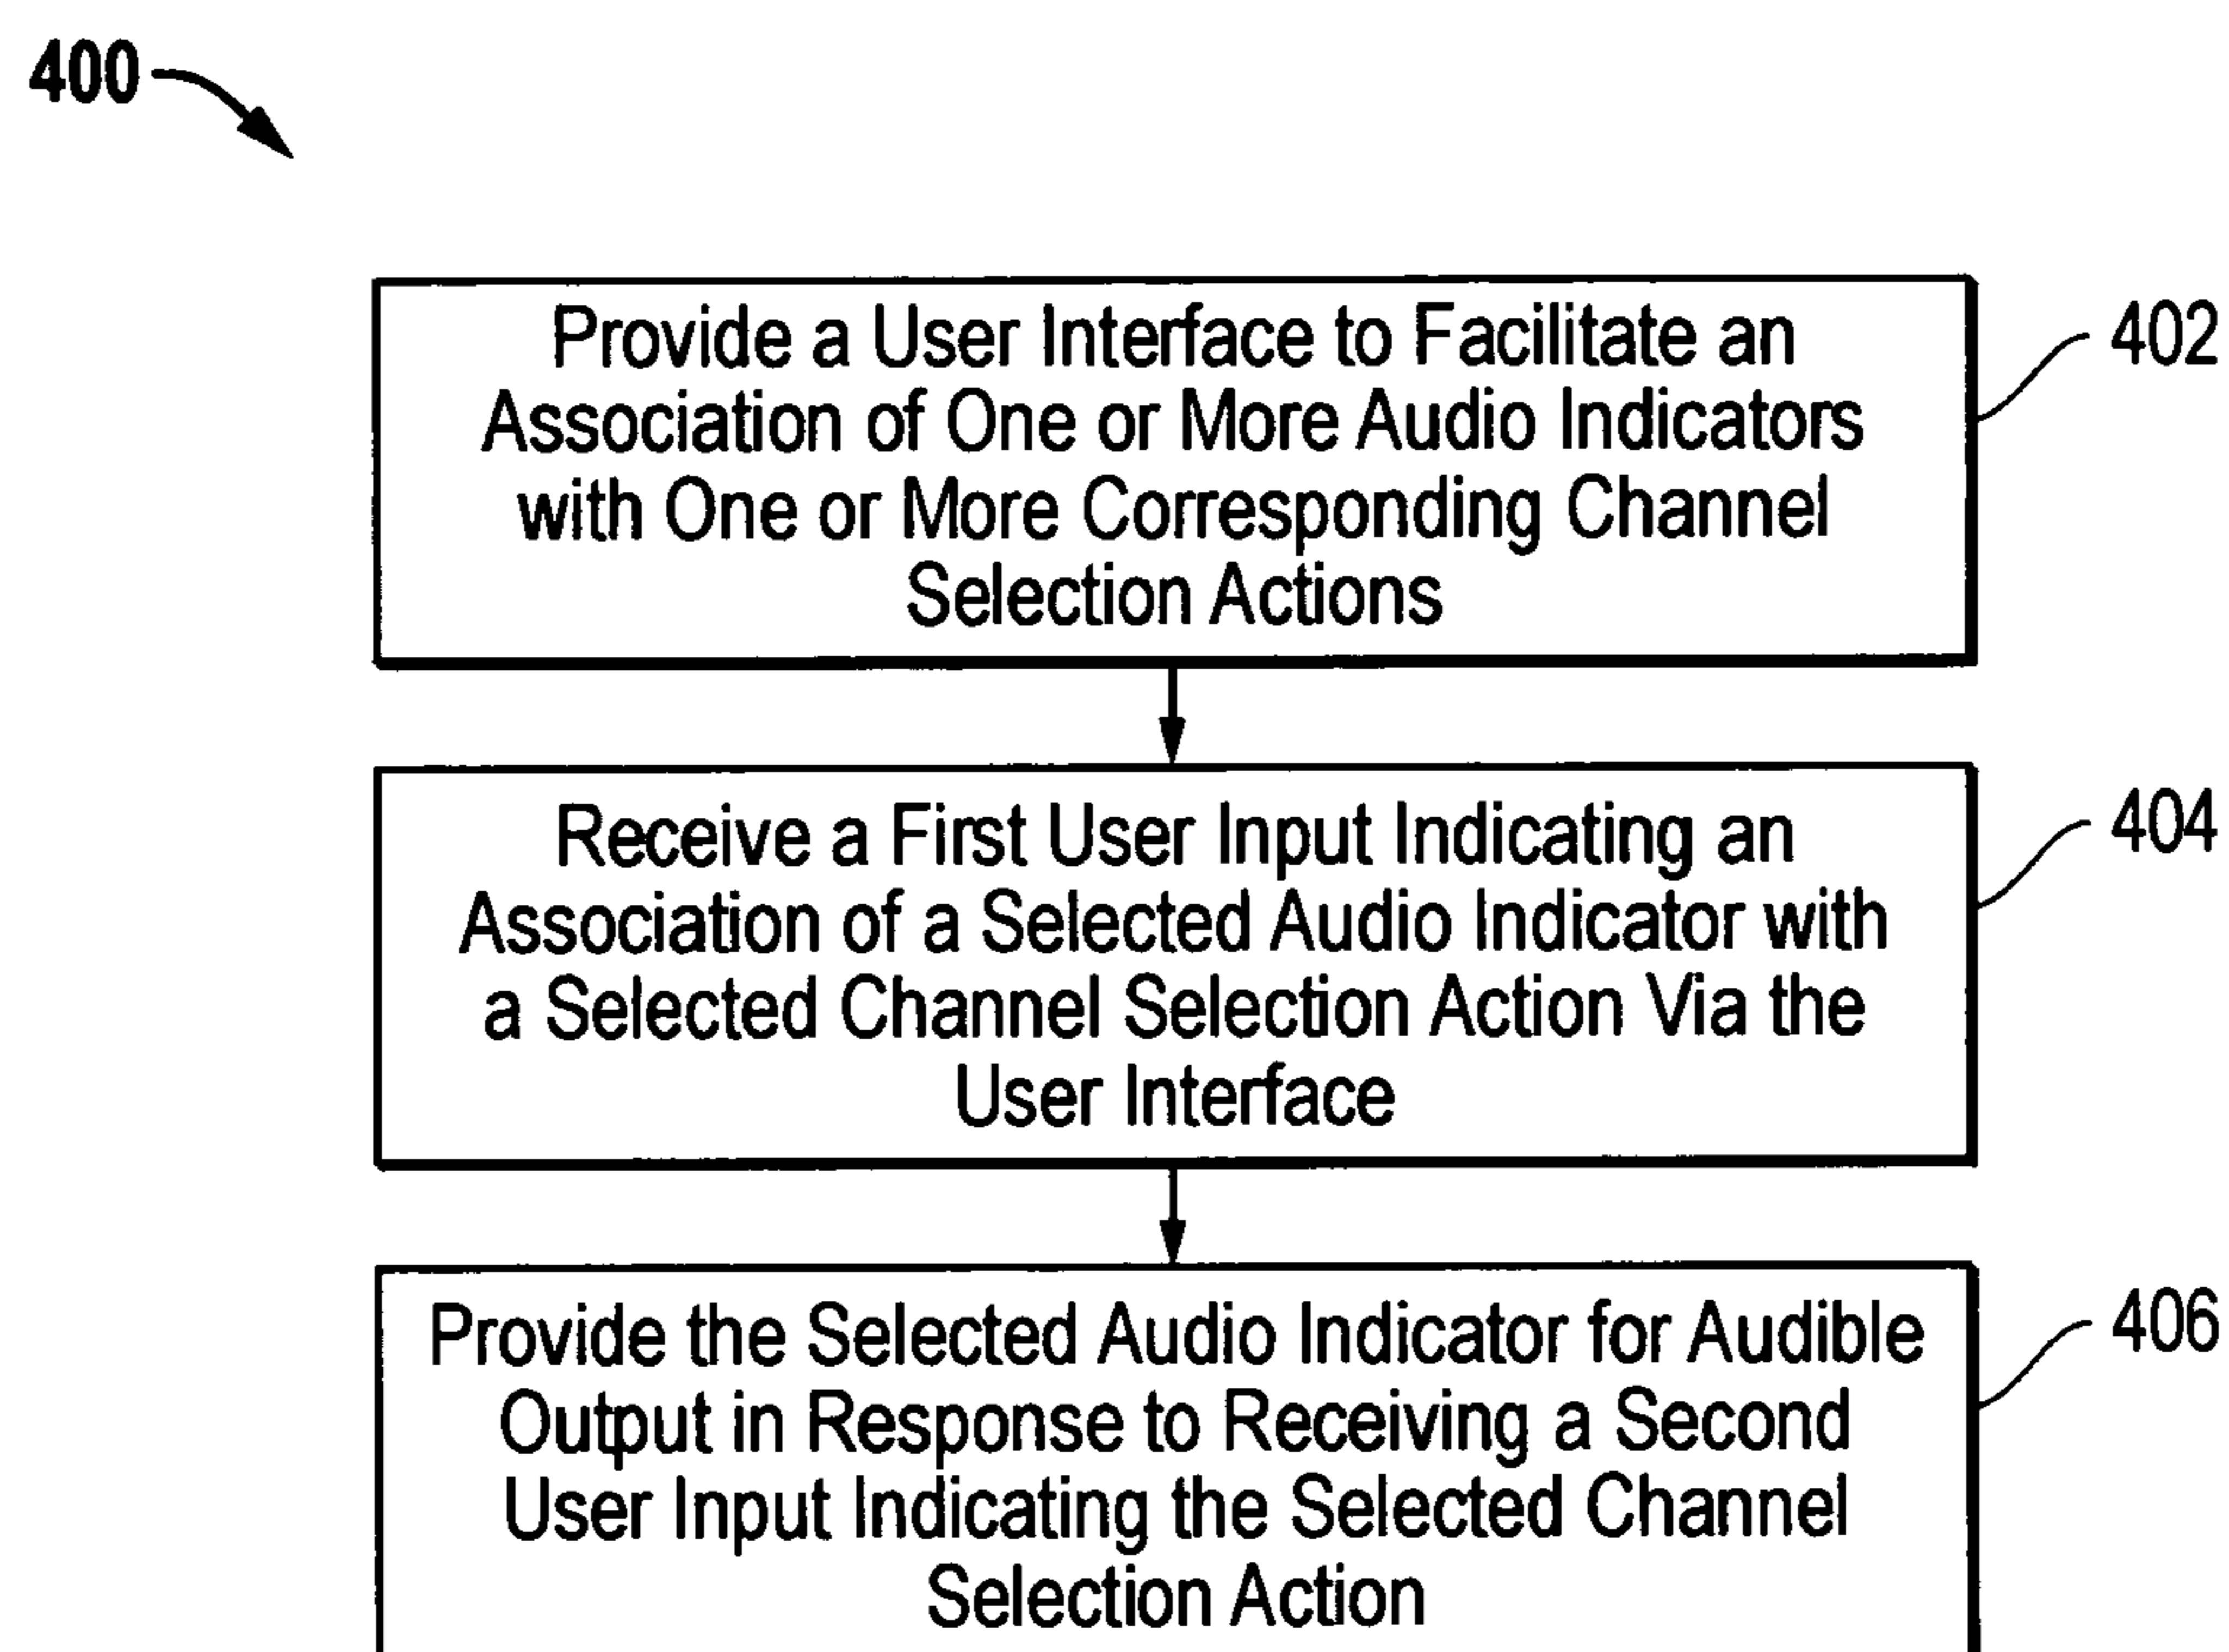 400
Provide a User Interface to Facilitate an
Association of One or More Audio Indicators
with One or More Corresponding Channel
Selection Actions
402
Receive a First User Input Indicating an
Association of a Selected Audio Indicator with
a Selected Channel Selection Action Via the
User Interface
404
Provide the Selected Audio Indicator for Audible
Output in Response to Receiving a Second
User Input Indicating the Selected Channel
Selection Action
406